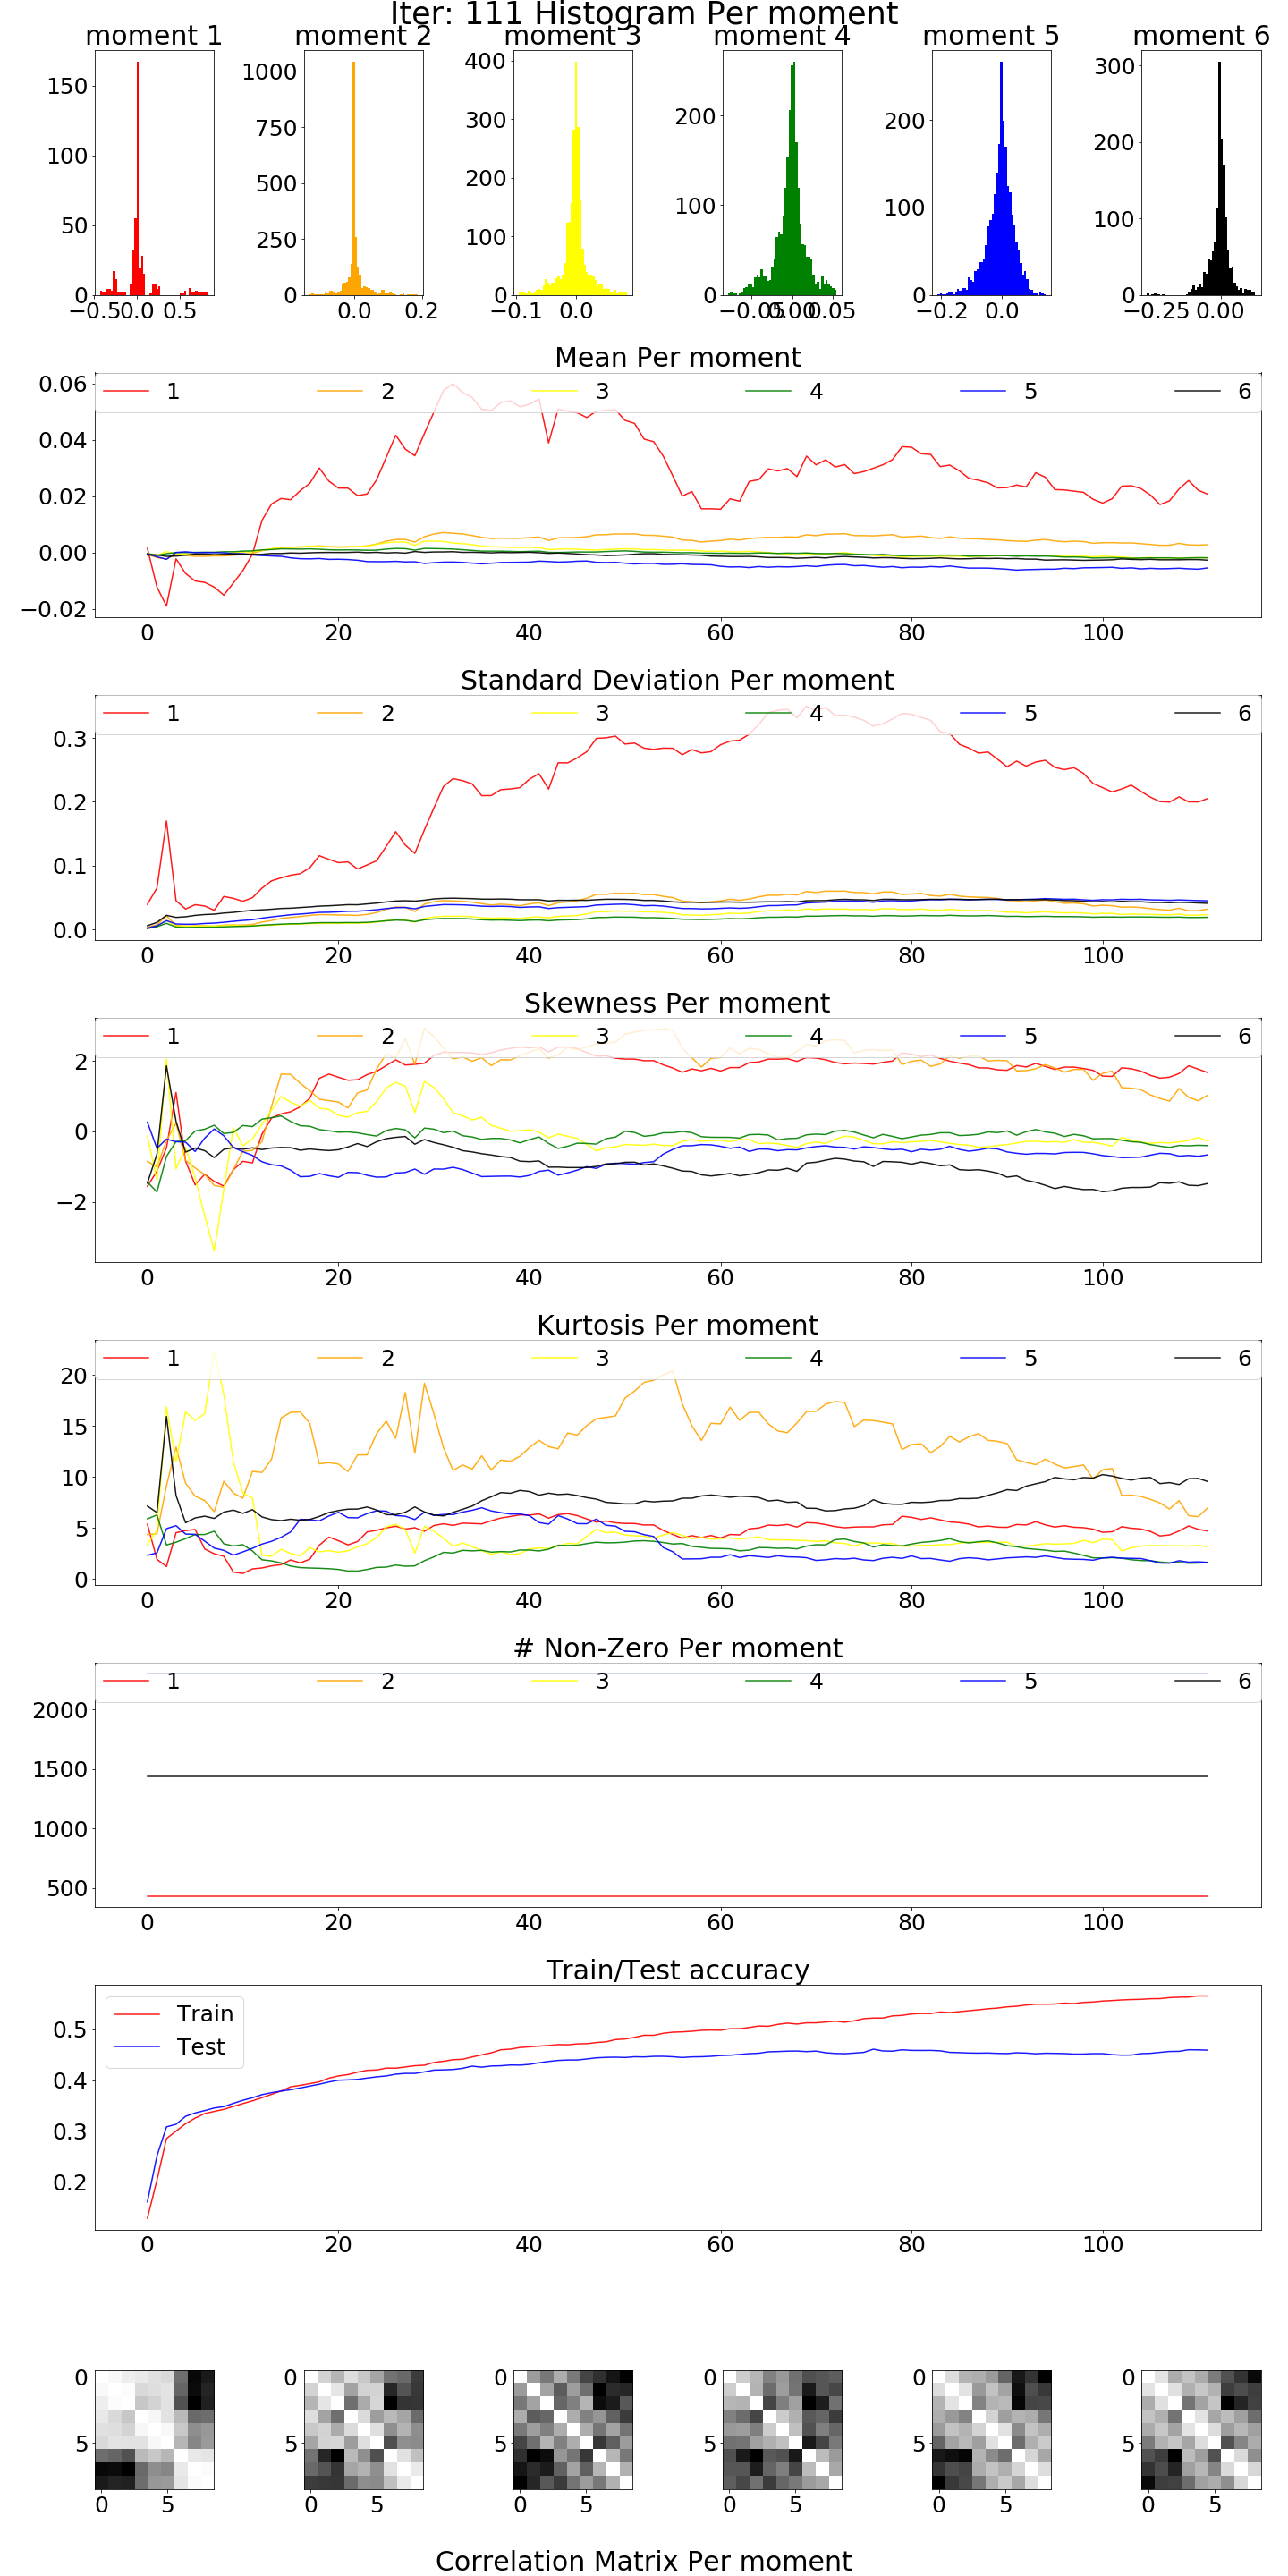 Iter: 111 Histogram Per moment
moment 1 moment 2 moment 3 moment 4 moment 5 moment 6
150 100 50 0
−0.5 0.0 0.5
1000 750 500 250 0
0.0 0.2
400 300 200 100 0
−0.1 0.0
200 100 0
−0.05 0.00 0.05
200 100 0
−0.2 0.0
300 200 100 0
−0.25 0.00
Mean Per moment
1 2 3 4 5 6
0.06
0.04
0.02
0.00
−0.02
0 20 40 60 80 100
Standard Deviation Per moment
1 2 3 4 5 6
0.3
0.2
0.1
0.0
0 20 40 60 80 100
Skewness Per moment
1 2 3 4 5 6
2
0
−2
0 20 40 60 80 100
Kurtosis Per moment
1 2 3 4 5 6
20
15
10
5
0
0 20 40 60 80 100
# Non-Zero Per moment
1 2 3 4 5 6
2000
1500
1000
500
0 20 40 60 80 100
Train/Test accuracy
Train
Test
0.5
0.4
0.3
0.2
0 20 40 60 80 100
0 0 0 0 0 0
5 5 5 5 5 5
0 5 0 5 0 5 0 5 0 5 0 5
Correlation Matrix Per moment